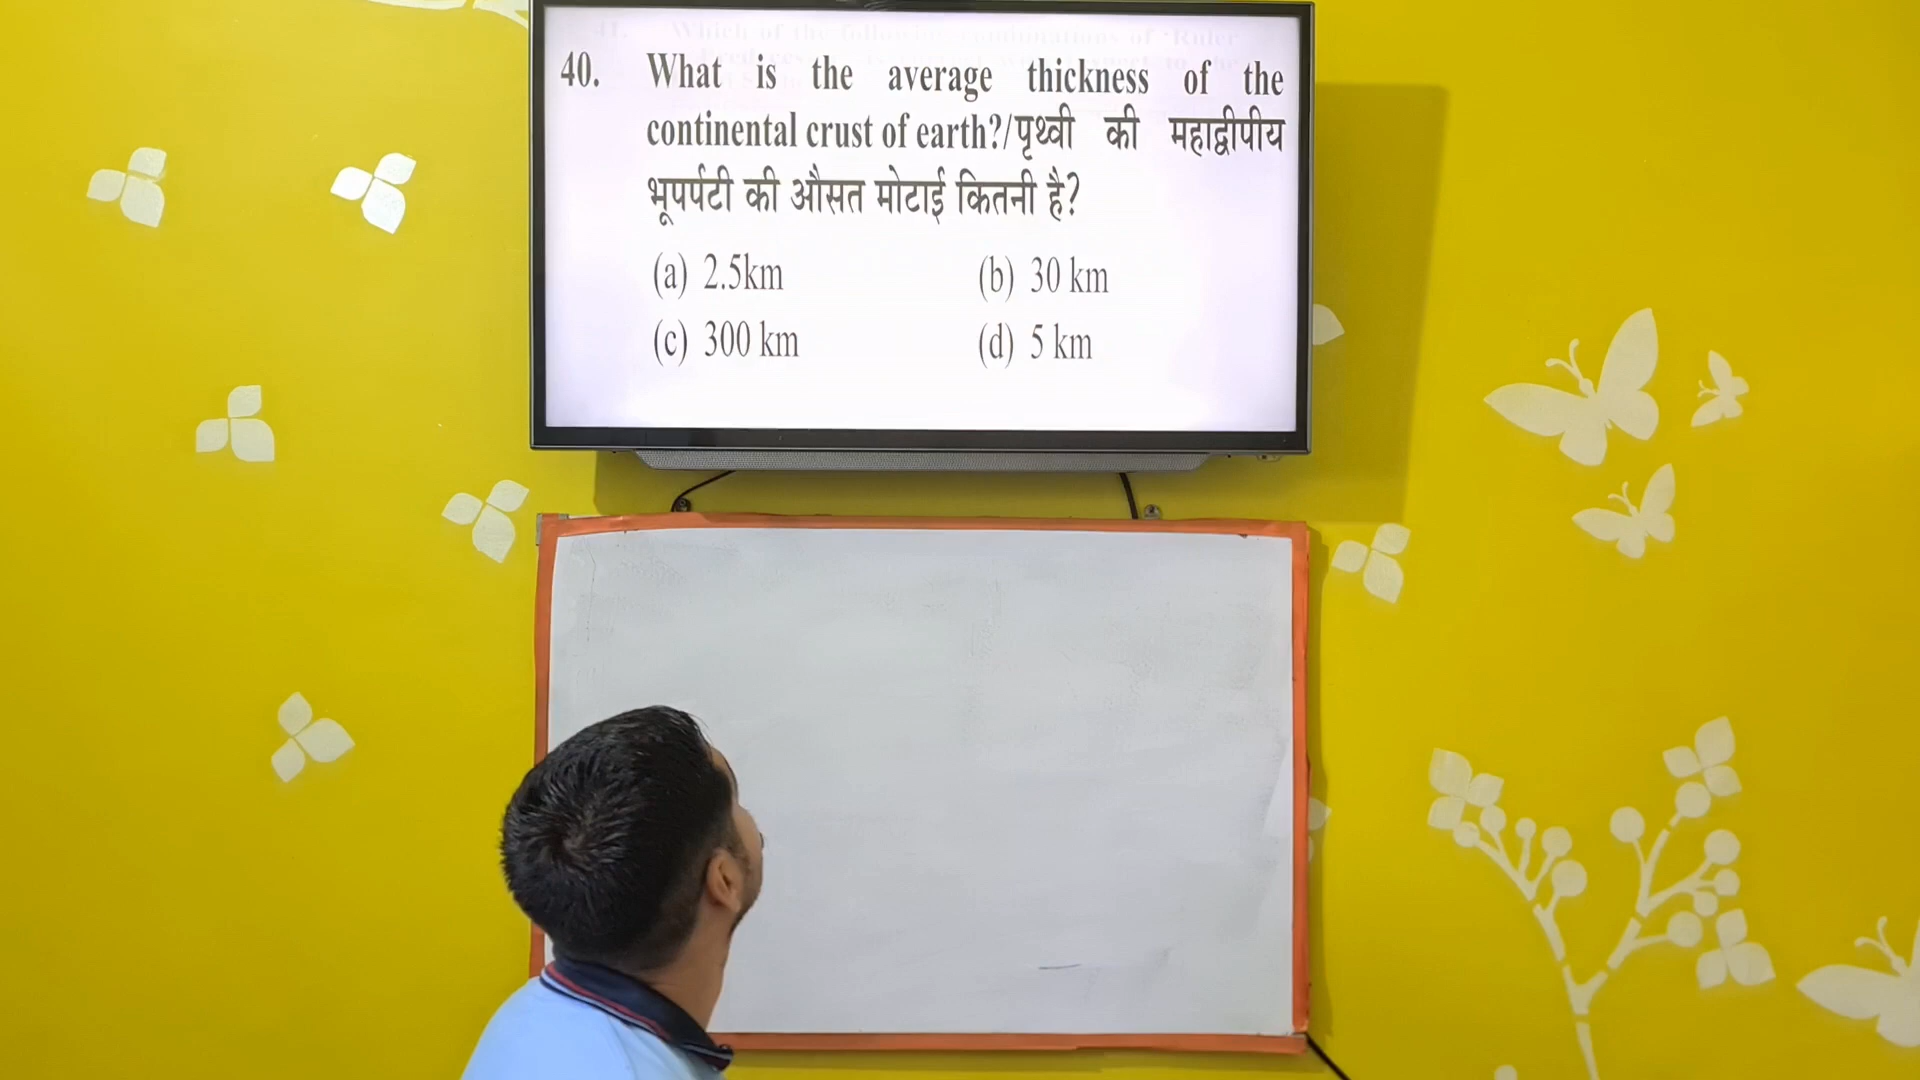 40. What is the average thickness of the
continental crust of earth?/पृथ्वी की महाद्वीपीय
भूपर्पटी की औसत मोटाई कितनी है?
(a) 2.5km (b) 30 km
(c) 300 km (d) 5 km